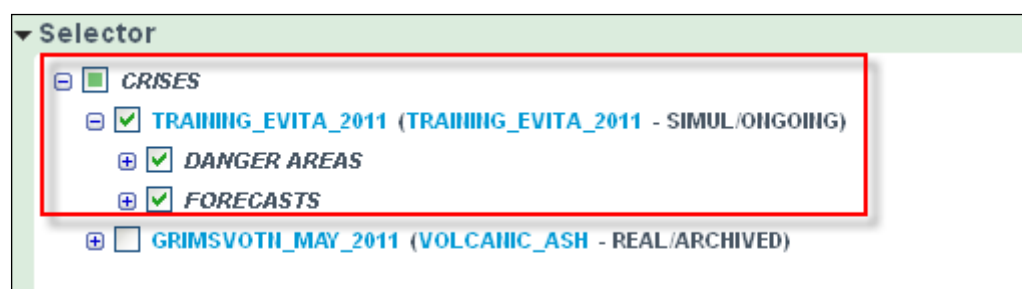 Selector
CRISES
TRAINING_EVITA_2011 (TRAINING_EVITA_2011 - SIMUL/ONGOING)
DANGER AREAS
FORECASTS
GRIMSVOTN_MAY_2011 (VOLCANIC_ASH - REAL/ARCHIVED)